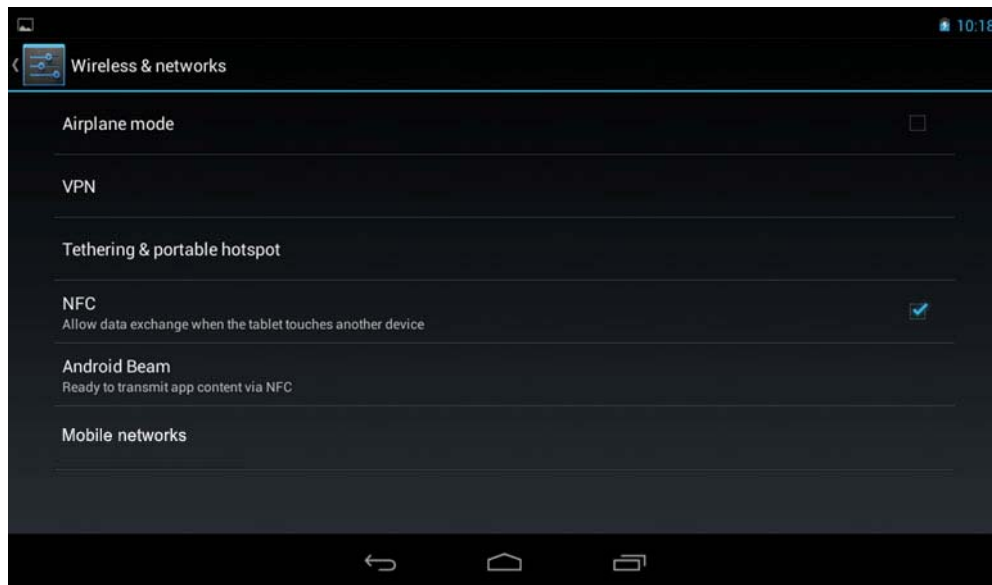 10:18
Wireless & networks
Airplane mode
VPN
Tethering & portable hotspot
NFC
Allow data exchange when the tablet touches another device
Android Beam
Ready to transmit app content via NFC
Mobile networks